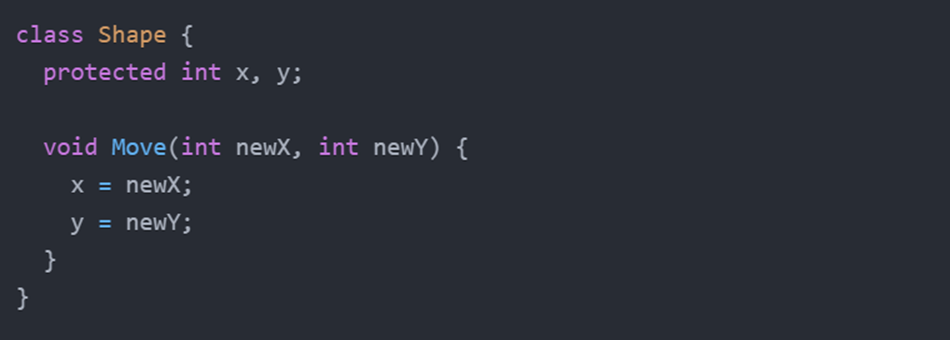 class Shape {
  protected int x, y;

  void Move(int newX, int newY) {
    x = newX;
    y = newY;
  }
}